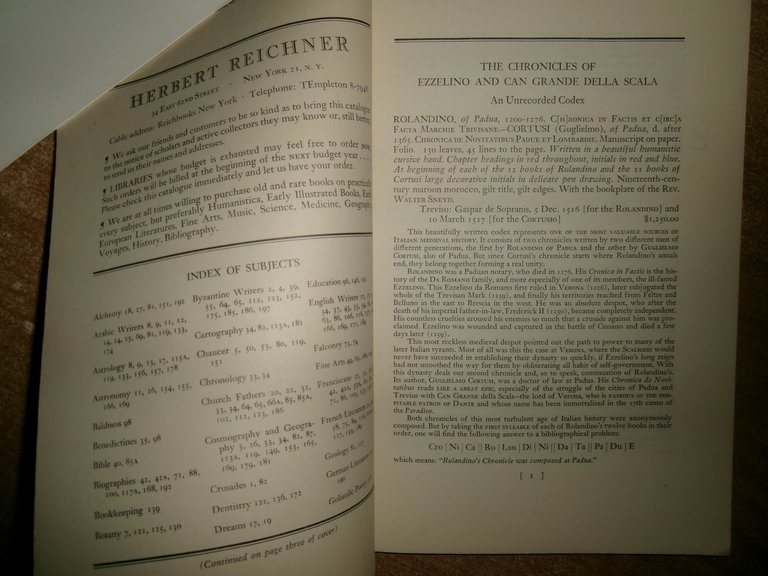 HERBERT REICHNER
34 EAST 62ND STREET · NEW YORK 21, N. Y.
Cable address: Reichbooks New York · Telephone: TEmpleton 8-7948
¶ We ask our friends and customers to be so kind as to bring this catalogue
to the notice of scholars and active collectors they may know or, still better,
to send us their names and addresses.
¶ LIBRARIES whose budget is exhausted may feel free to order now.
Such orders will be billed at the beginning of the NEXT budget year . . . .
Please check this catalogue immediately and let us have your order.
¶ We are at all times willing to purchase old and rare books on practically
every subject, but preferably Humanistica, Early Illustrated Books, Early
European Literatures, Fine Arts, Music, Science, Medicine, Geography,
Voyages, History, Bibliography.
INDEX OF SUBJECTS
Alchemy 18, 27, 81, 151, 192
Arabic Writers 8, 9, 11, 12,
14, 24, 25, 69, 81, 119, 133,
174
Astrology 8, 9, 13, 17, 115A,
119, 133, 156, 157, 178
Astronomy 11, 26, 154, 155,
166, 169
Baldness 98
Benedictines 35, 98
Bible 40, 85A
Biographies 42, 42A, 71, 88,
100, 117A, 168, 192
Bookkeeping 139
Botany 7, 121, 125, 130
Byzantine Writers 2, 4, 39,
55, 64, 65, 112, 123, 152,
175, 185, 186, 197
Cartography 34, 82, 113A, 181
Chaucer 5, 50, 53, 80, 119,
151
Chronology 33, 34
Church Fathers 20, 22, 32,
33, 34, 64, 65, 66A, 85, 85A,
102, 112, 123, 186
Cosmography and Geogra-
phy 3, 26, 33, 34, 82, 87,
113A, 119, 149, 153, 165,
169, 179, 181
Crusades 1, 82
Dentistry 121, 136, 172
Dreams 17, 19
Education 96, 146,
English Writers 17,
34, 37, 43, 53,
63, 86, 106, 116,
166, 169, 171,
Falconry 73, 74
Fine Arts 49, 65,
Franciscans
42, 42A,
71, 86,
French Literature
58, 75, 84,
127, 159,
Geology 81, 177
German Literature
190
Goliardic Poetry
(Continued on page three of cover)
THE CHRONICLES OF
EZZELINO AND CAN GRANDE DELLA SCALA
An Unrecorded Codex
ROLANDINO, of Padua, 1200-1276. C[H]RONICA IN FACTIS ET C[IRC]A
FACTA MARCHIE TRIVISANE.—CORTUSI (Guglielmo), of Padua, d. after
1361. CHRONICA DE NOVITATIBUS PADUE ET LOMBARDIE. Manuscript on paper.
Folio. 130 leaves, 45 lines to the page. Written in a beautiful humanistic
cursive hand. Chapter headings in red throughout, initials in red and blue.
At beginning of each of the 12 books of Rolandino and the 11 books of
Cortusi large decorative initials in delicate pen drawing. Nineteenth-cen-
tury maroon morocco, gilt title, gilt edges. With the bookplate of the REV.
WALTER SNEYD.
Treviso: Gaspar de Sopranis, 5 Dec. 1516 [for the ROLANDINO] and
10 March 1517 [for the CORTUSIO] $1,250.00
This beautifully written codex represents ONE OF THE MOST VALUABLE SOURCES OF
ITALIAN MEDIEVAL HISTORY. It consists of two chronicles written by two different men of
different generations, the first by ROLANDINO OF PADUA and the other by GUGLIELMO
CORTUSI, also of Padua. But since Cortusi's chronicle starts where Rolandino's annals
end, they belong together forming a real unity.
ROLANDINO was a Paduan notary, who died in 1276. His Cronica in Factis is the his-
tory of the DA ROMANO family, and more especially of one of its members, the ill-famed
EZZELINO. This Ezzelino da Romano first ruled in VERONA (1226), later subjugated the
whole of the Trevisan Mark (1239), and finally his territories reached from Feltre and
Belluno in the east to Brescia in the west. He was an absolute despot, who after the
death of his imperial father-in-law, Frederick II (1250), became completely independent.
His countless cruelties aroused his enemies so much that a crusade against him was pro-
claimed. Ezzelino was wounded and captured in the battle of Cassano and died a few
days later (1259).
This most reckless medieval despot pointed out the path to power to many of the
later Italian tyrants. Most of all was this the case at VERONA, where the SCALIGERI would
never have succeeded in establishing their dynasty so quickly, if Ezzelino's long reign
had not smoothed the way for them by obliterating all habit of self-government. With
this dynasty deals our second chronicle and, so to speak, continuation of Rolandino's.
Its author, GUGLIELMO CORTUSI, was a doctor of law at Padua. His Chronica de Novi-
tatibus READS LIKE A GREAT EPIC, especially of the struggle of the cities of Padua and
Treviso with CAN GRANDE della Scala—the lord of Verona, who IS FAMOUS AS THE HOS-
PITABLE PATRON OF DANTE and whose name has been immortalized in the 17th canto of
the Paradiso.
Both chronicles of this most turbulent age of Italian history were anonymously
composed. But by taking the FIRST SYLLABLE of each of Rolandino's twelve books in their
order, one will find the following answer to a bibliographical problem:
Cro | Ni | Ca || Ro | Lan | Di | Ni || Da | Ta || Pa | Du | E
which means: "Rolandino's Chronicle was composed at Padua."
[ 1 ]